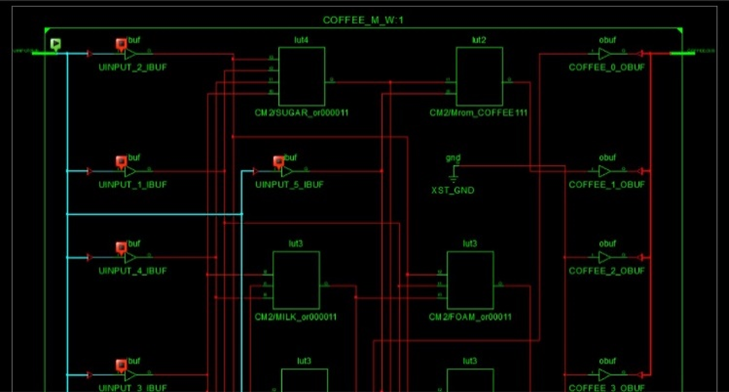 COFFEE_M_W:1
buf
lut4
lut2
obuf
UINPUT_2_IBUF
COFFEE_0_OBUF
CM2/SUGAR_or000011
CM2/Mrom_COFFEE111
buf
buf
gnd
obuf
UINPUT_1_IBUF
UINPUT_5_IBUF
XST_GND
COFFEE_1_OBUF
buf
lut3
lut3
obuf
UINPUT_4_IBUF
COFFEE_2_OBUF
CM2/MILK_or000011
CM2/FOAM_or00011
buf
lut3
lut3
obuf
UINPUT_3_IBUF
COFFEE_3_OBUF